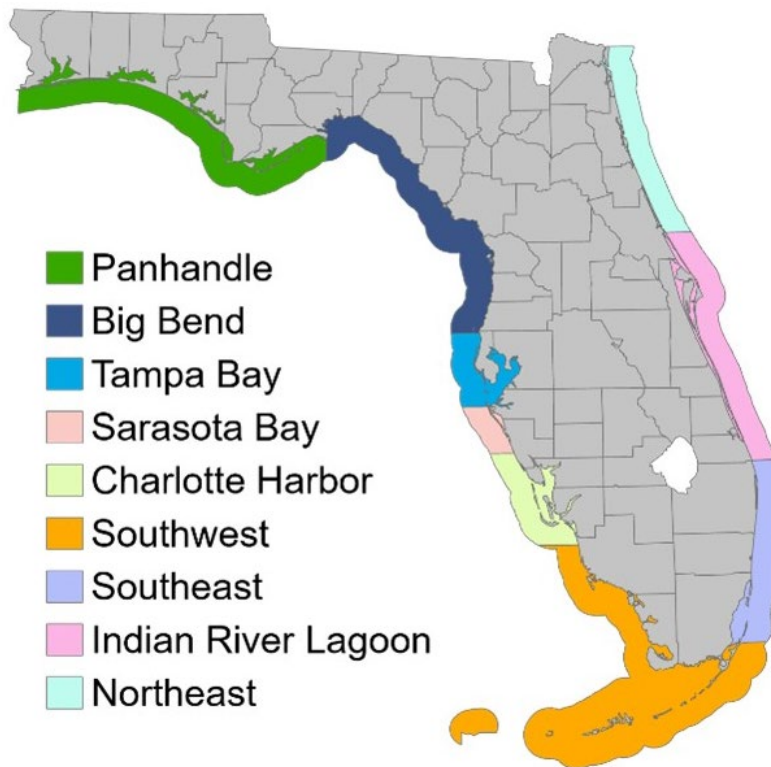 Panhandle
Big Bend
Tampa Bay
Sarasota Bay
Charlotte Harbor
Southwest
Southeast
Indian River Lagoon
Northeast